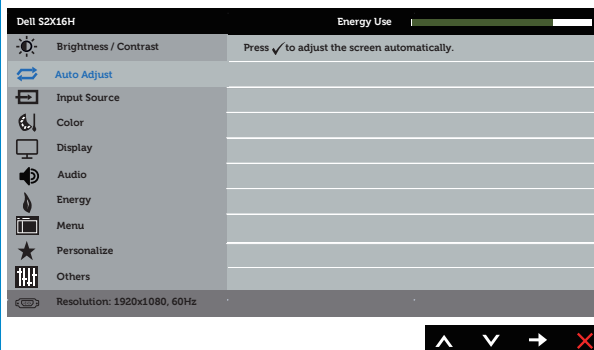 Dell S2X16H Energy Use
Brightness / Contrast Press ✓ to adjust the screen automatically.
Auto Adjust
Input Source
Color
Display
Audio
Energy
Menu
Personalize
Others
Resolution: 1920x1080, 60Hz